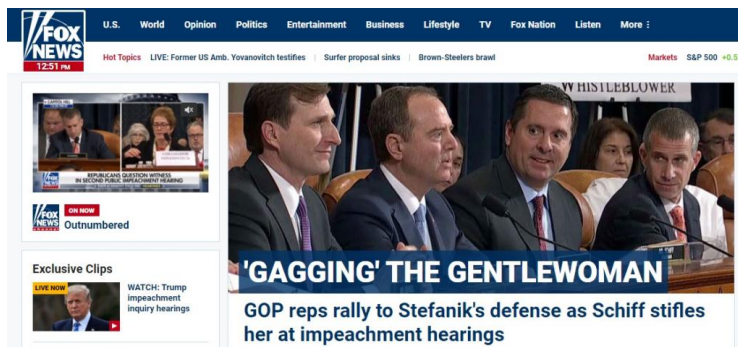 FOX
NEWS
12:51 PM
U.S. World Opinion Politics Entertainment Business Lifestyle TV Fox Nation Listen More
Hot Topics LIVE: Former US Amb. Yovanovitch testifies | Surfer proposal sinks | Brown-Steelers brawl Markets S&P 500 +0.5
REPUBLICANS QUESTION WITNESS
IN SECOND PUBLIC IMPEACHMENT HEARING
FOX
NEWS
ON NOW
Outnumbered
Exclusive Clips
LIVE NOW
WATCH: Trump
impeachment
inquiry hearings
WHISTLEBLOWER
'GAGGING' THE GENTLEWOMAN
GOP reps rally to Stefanik's defense as Schiff stifles
her at impeachment hearings